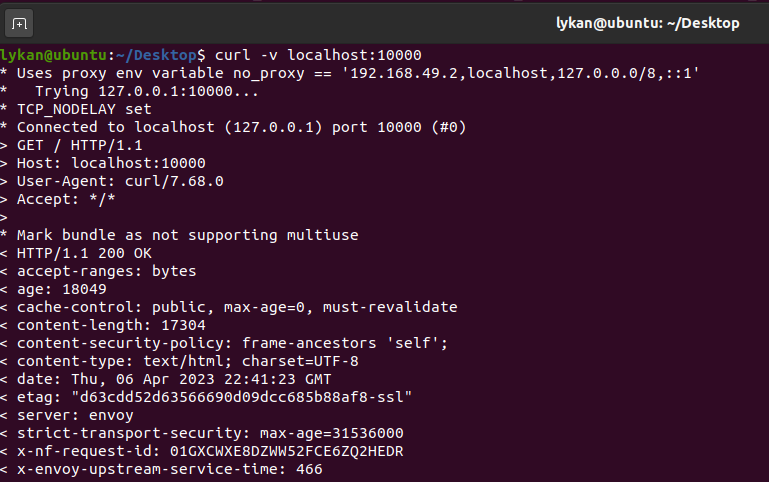 lykan@ubuntu: ~/Desktop
lykan@ubuntu:~/Desktop$ curl -v localhost:10000
* Uses proxy env variable no_proxy == '192.168.49.2,localhost,127.0.0.0/8,::1'
*   Trying 127.0.0.1:10000...
* TCP_NODELAY set
* Connected to localhost (127.0.0.1) port 10000 (#0)
> GET / HTTP/1.1
> Host: localhost:10000
> User-Agent: curl/7.68.0
> Accept: */*
>
* Mark bundle as not supporting multiuse
< HTTP/1.1 200 OK
< accept-ranges: bytes
< age: 18049
< cache-control: public, max-age=0, must-revalidate
< content-length: 17304
< content-security-policy: frame-ancestors 'self';
< content-type: text/html; charset=UTF-8
< date: Thu, 06 Apr 2023 22:41:23 GMT
< etag: "d63cdd52d63566690d09dcc685b88af8-ssl"
< server: envoy
< strict-transport-security: max-age=31536000
< x-nf-request-id: 01GXCWXE8DZWW52FCE6ZQ2HEDR
< x-envoy-upstream-service-time: 466